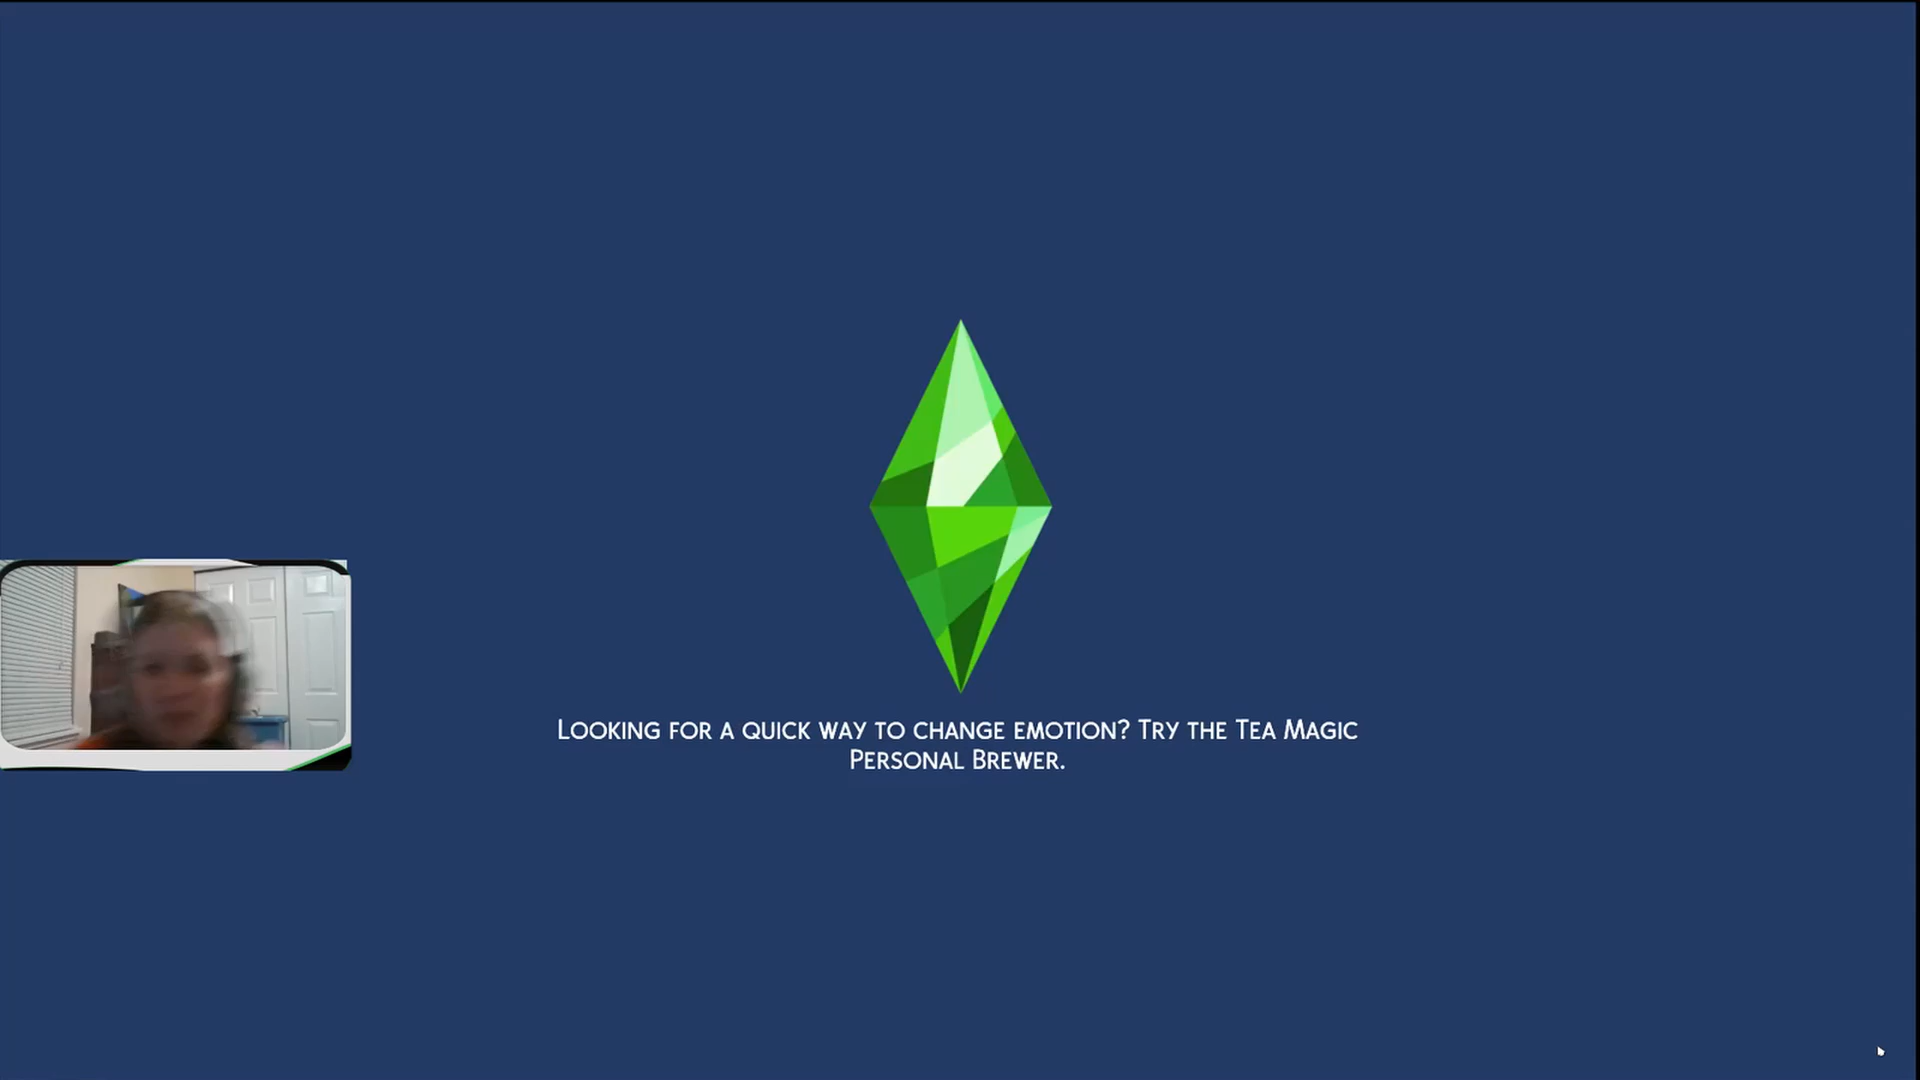 Looking for a quick way to change emotion? Try the Tea Magic
Personal Brewer.